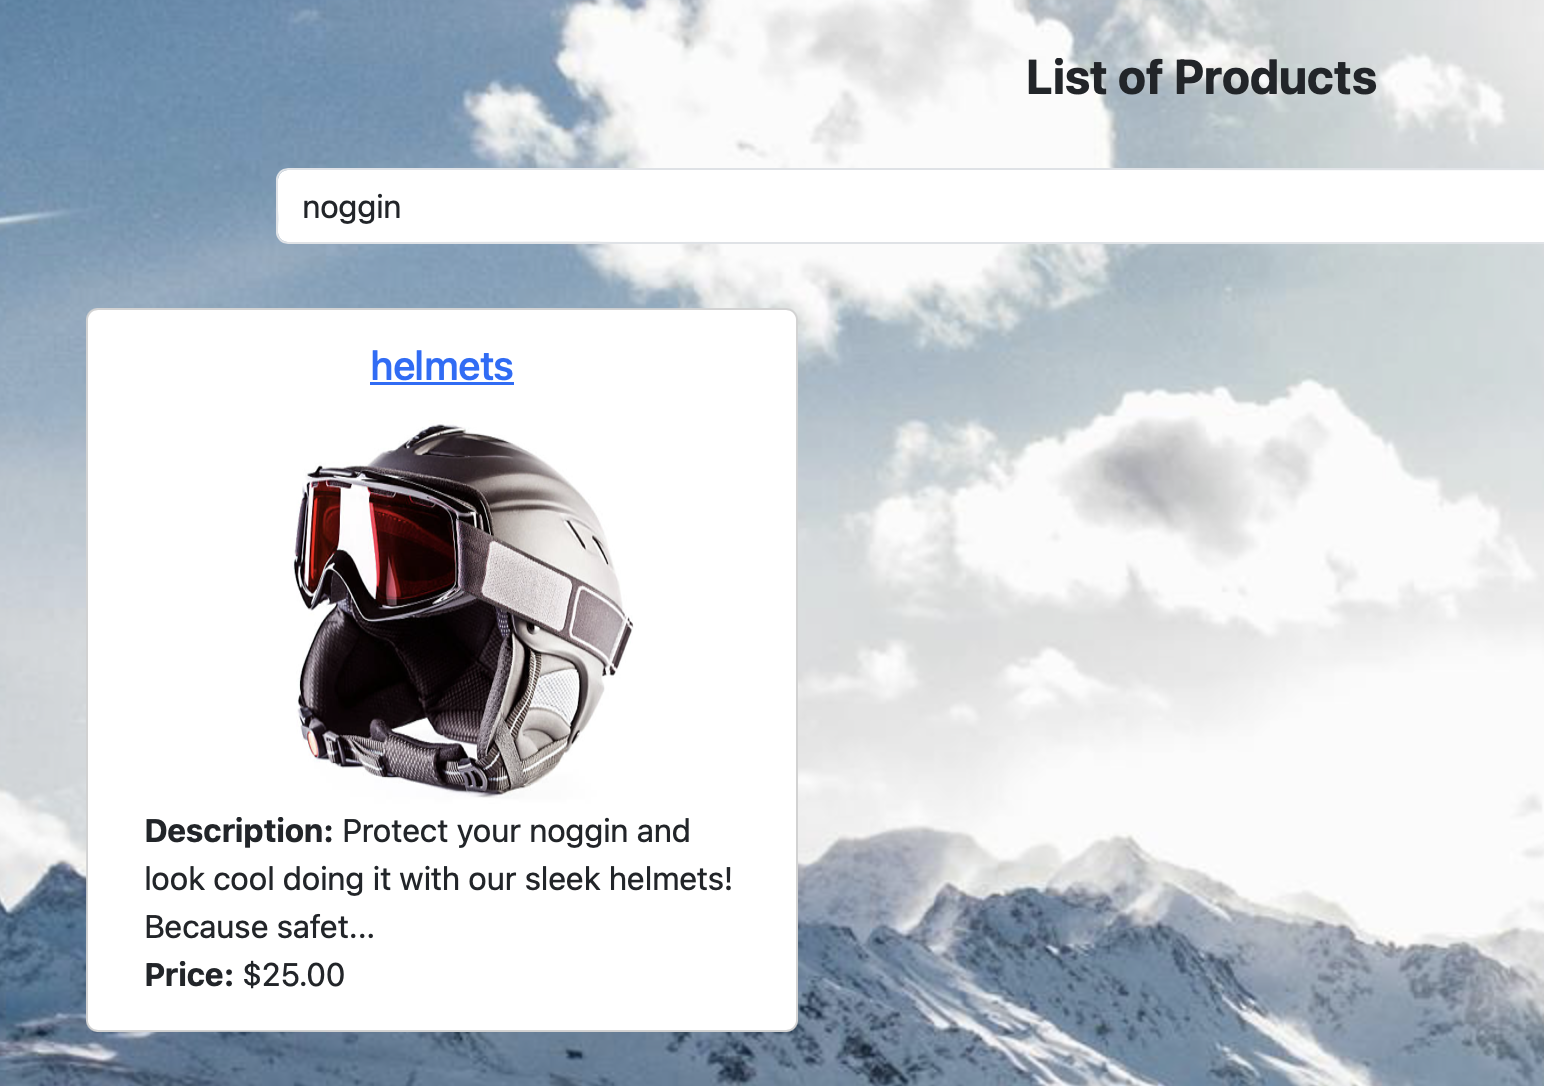 List of Products
noggin
helmets
Description: Protect your noggin and
look cool doing it with our sleek helmets!
Because safet...
Price: $25.00